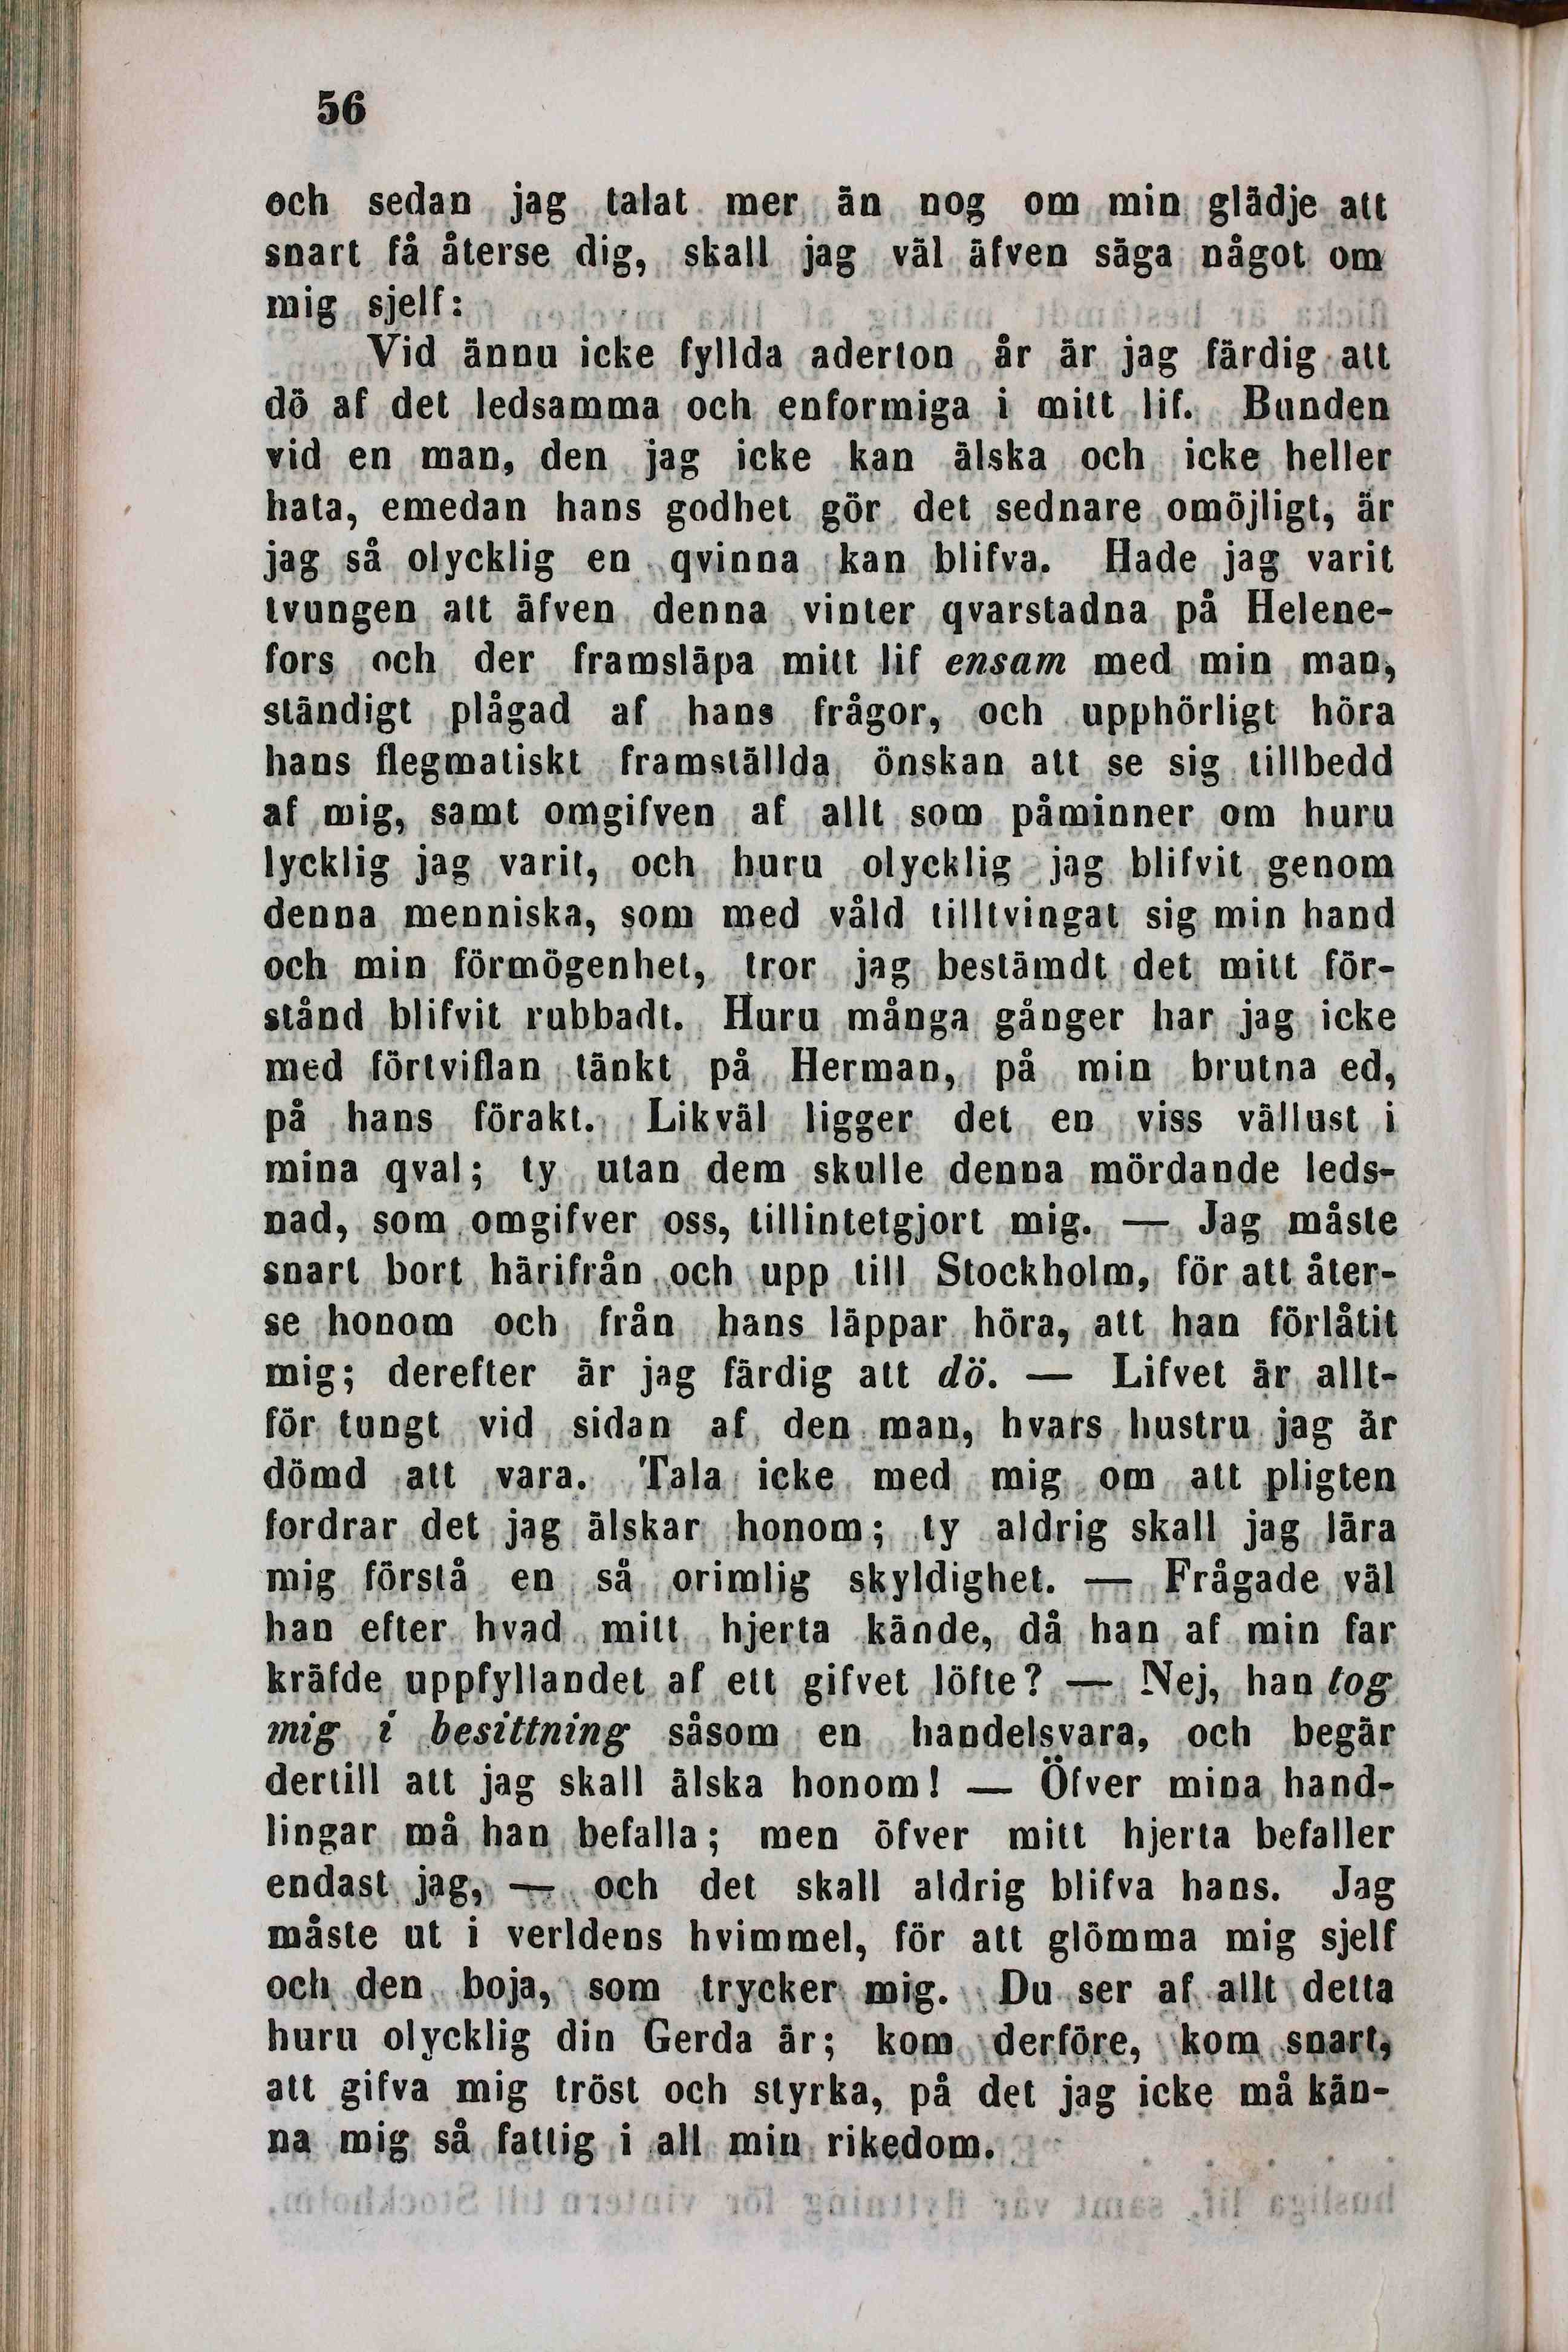 56
och sedan jag talat mer än nog om min glädje att
snart få återse dig, skall jag väl äfven säga något om
mig sjelf:
Vid ännu icke fyllda aderton år är jag färdig att
dö af det ledsamma och enformiga i mitt lif. Bunden
vid en man, den jag icke kan älska och icke heller
hata, emedan hans godhet gör det sednare omöjligt, är
jag så olycklig en qvinna kan blifva. Hade jag varit
tvungen att äfven denna vinter qvarstadna på Helene-
fors och der framsläpa mitt lif ensam med min man,
ständigt plågad af hans frågor, och upphörligt höra
hans flegmatiskt framställda önskan att se sig tillbedd
af mig, samt omgifven af allt som påminner om huru
lycklig jag varit, och huru olycklig jag blifvit genom
denna menniska, som med våld tilltvingat sig min hand
och min förmögenhet, tror jag bestämdt det mitt för-
stånd blifvit rubbadt. Huru många gånger har jag icke
med förtviflan tänkt på Herman, på min brutna ed,
på hans förakt. Likväl ligger det en viss vällust i
mina qval; ty utan dem skulle denna mördande leds-
nad, som omgifver oss, tillintetgjort mig. — Jag måste
snart bort härifrån och upp till Stockholm, för att åter-
se honom och från hans läppar höra, att han förlåtit
mig; derefter är jag färdig att dö. — Lifvet är allt-
för tungt vid sidan af den man, hvars hustru jag är
dömd att vara. Tala icke med mig om att pligten
fordrar det jag älskar honom; ty aldrig skall jag lära
mig förstå en så orimlig skyldighet. — Frågade väl
han efter hvad mitt hjerta kände, då han af min far
kräfde uppfyllandet af ett gifvet löfte? — Nej, han tog
mig i besittning såsom en handelsvara, och begär
dertill att jag skall älska honom! — Öfver mina hand-
lingar må han befalla; men öfver mitt hjerta befaller
endast jag, — och det skall aldrig blifva hans. Jag
måste ut i verldens hvimmel, för att glömma mig sjelf
och den boja, som trycker mig. Du ser af allt detta
huru olycklig din Gerda är; kom derföre, kom snart,
att gifva mig tröst och styrka, på det jag icke må kän-
na mig så fattig i all min rikedom. . . . . .